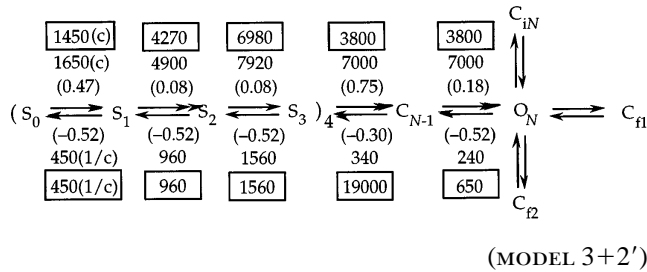 1450(c) 4270 6980 3800 3800 C_iN
1650(c) 4900 7920 7000 7000
(0.47) (0.08) (0.08) (0.75) (0.18)
( S_0 S_1 S_2 S_3 )_4 C_N-1 O_N C_f1
(−0.52) (−0.52) (−0.52) (−0.30) (−0.52)
450(1/c) 960 1560 340 240
450(1/c) 960 1560 19000 650
C_f2
(MODEL 3+2′)